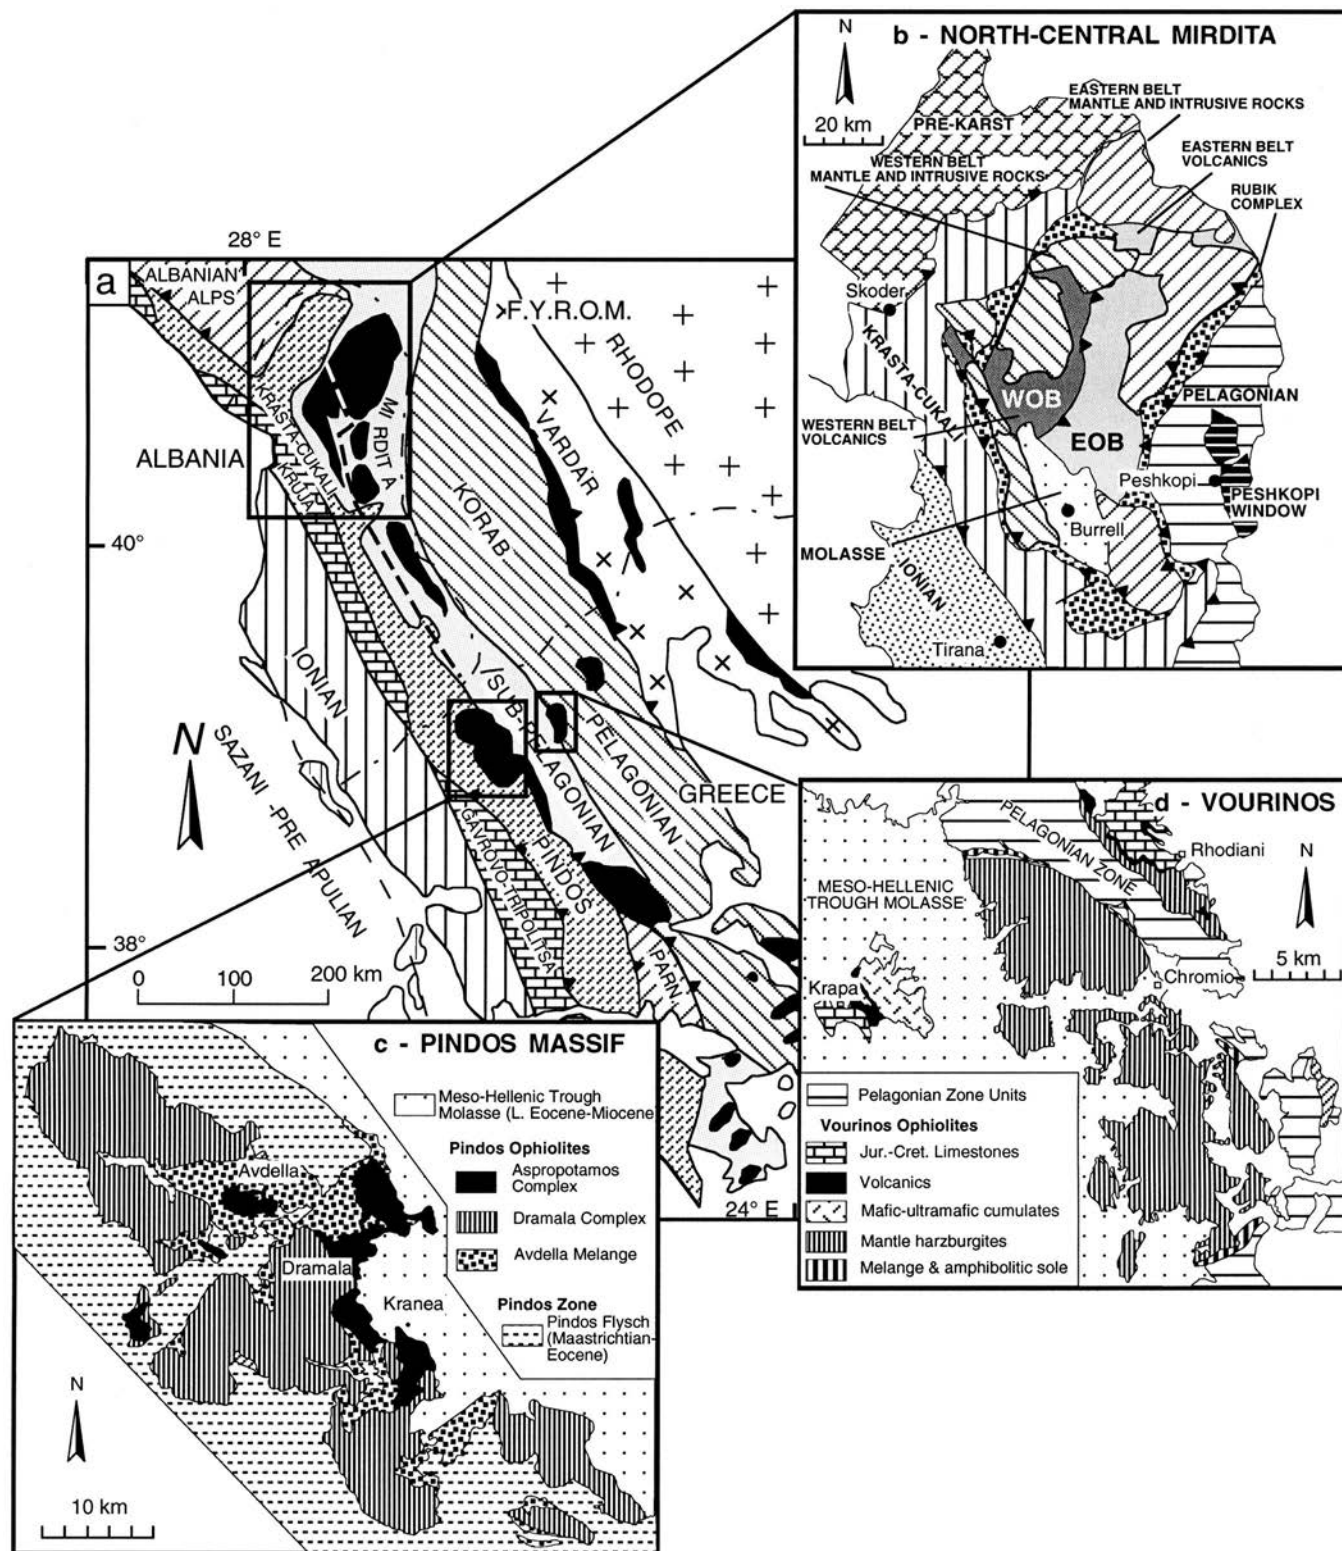 b - NORTH-CENTRAL MIRDITA
20 km
PRE-KARST
EASTERN BELT
MANTLE AND INTRUSIVE ROCKS
WESTERN BELT
MANTLE AND INTRUSIVE ROCKS
EASTERN BELT
VOLCANICS
RUBIK
COMPLEX
Skoder
KRASTA-CUKALI
WOB
WESTERN BELT
VOLCANICS
EOB
PELAGONIAN
Peshkopi
PESHKOPI
WINDOW
Burrell
MOLASSE
IONIAN
Tirana
28° E
a
ALBANIAN
ALPS
F.Y.R.O.M.
RHODOPE
VARDAR
MIRDITA
KRASTA-CUKALI
KRUJA
ALBANIA
KORAB
40°
IONIAN
SAZANI -PRE APULIAN
N
SUB-PELAGONIAN
PELAGONIAN
GREECE
PINDOS
GAVROVO-TRIPOLITSA
PARN
38°
0 100 200 km
24° E
c - PINDOS MASSIF
Meso-Hellenic Trough
Molasse (L. Eocene-Miocene
Pindos Ophiolites
Aspropotamos
Complex
Dramala Complex
Avdella Melange
Pindos Zone
Pindos Flysch
(Maastrichtian-
Eocene)
Avdella
Dramala
Kranea
N
10 km
d - VOURINOS
PELAGONIAN ZONE
Rhodiani
N
MESO-HELLENIC
TROUGH MOLASSE
5 km
Chromio
Krapa
Pelagonian Zone Units
Vourinos Ophiolites
Jur.-Cret. Limestones
Volcanics
Mafic-ultramafic cumulates
Mantle harzburgites
Melange & amphibolitic sole